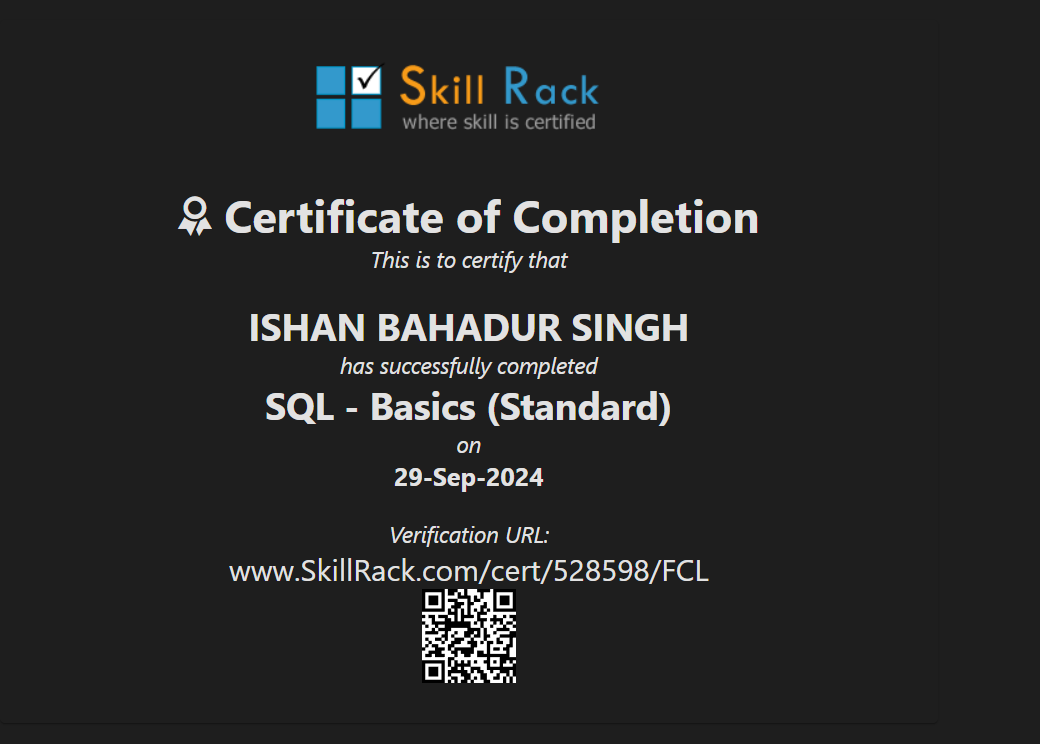 Skill Rack
where skill is certified
Certificate of Completion
This is to certify that
ISHAN BAHADUR SINGH
has successfully completed
SQL - Basics (Standard)
on
29-Sep-2024
Verification URL:
www.SkillRack.com/cert/528598/FCL